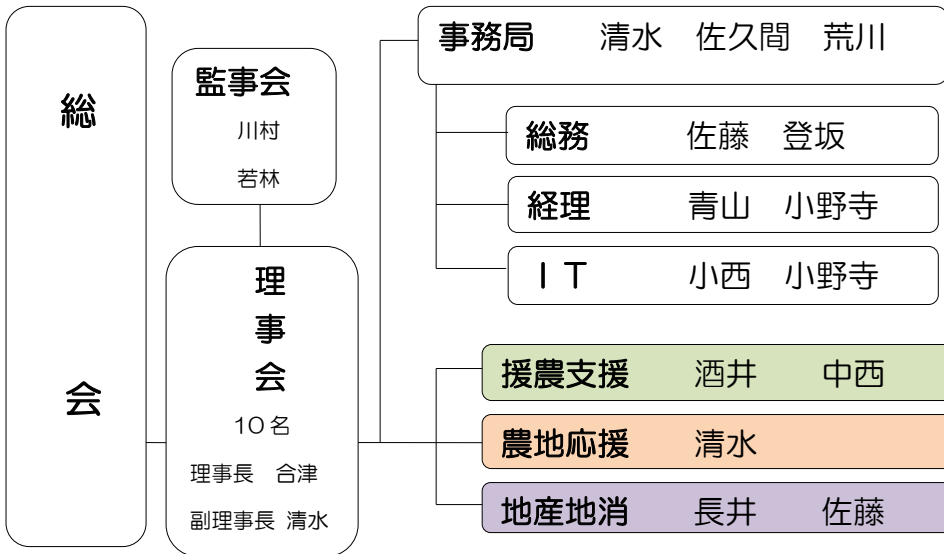 総会
監事会
川村
若林
理事会
10名
理事長 合津
副理事長 清水
事務局 清水 佐久間 荒川
総務 佐藤 登坂
経理 青山 小野寺
IT 小西 小野寺
援農支援 酒井 中西
農地応援 清水
地産地消 長井 佐藤